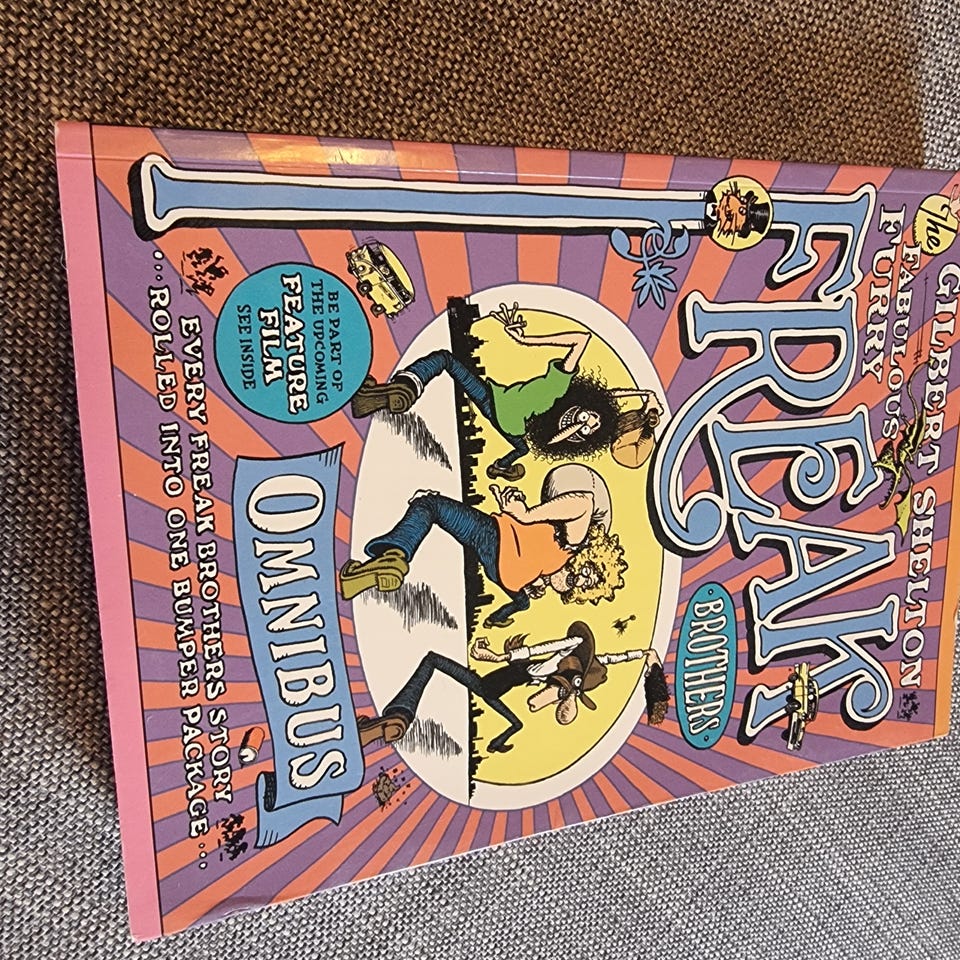 GILBERT SHELTON
The
FABULOUS
FURRY
FREAK
BROTHERS
BE PART OF
THE UPCOMING
FEATURE
FILM
SEE INSIDE
OMNIBUS
EVERY FREAK BROTHERS STORY
...ROLLED INTO ONE BUMPER PACKAGE...